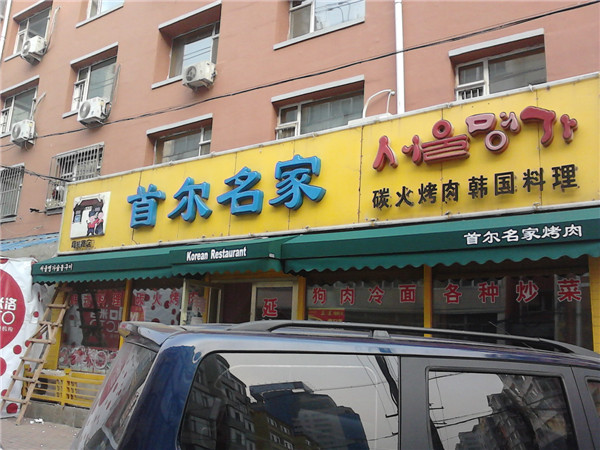 首尔名家
서울명가
碳火烤肉 韩国料理
Korean Restaurant
首尔名家烤肉
延
狗肉冷面
各种炒菜